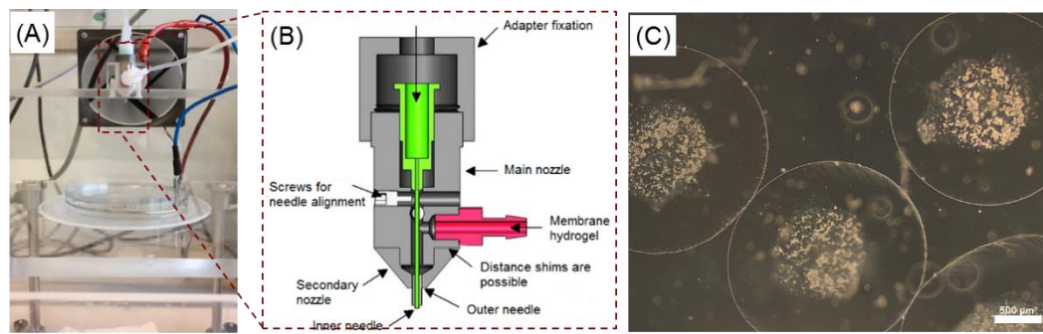 (A)
(B)
Adapter fixation
Main nozzle
Screws for
needle alignment
Membrane
hydrogel
Distance shims are
possible
Secondary
nozzle
Outer needle
Inner needle
(C)
500 µm